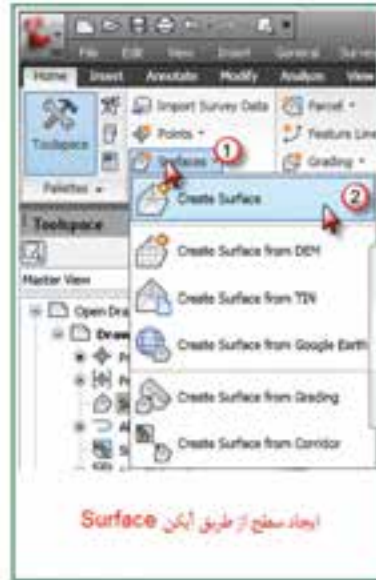 File Edit View Insert General Survey
Home Insert Annotate Modify Analyze View
Import Survey Data Parcel
Toolspace Points Feature Line
Surfaces 1 Grading
Palettes
Create Surface 2
Toolspace
Create Surface from DEM
Master View
Create Surface from TIN
Open Dra
Draw
Create Surface from Google Earth
Create Surface from Grading
Create Surface from Corridor
ایجاد سطح از طریق آیکن Surface